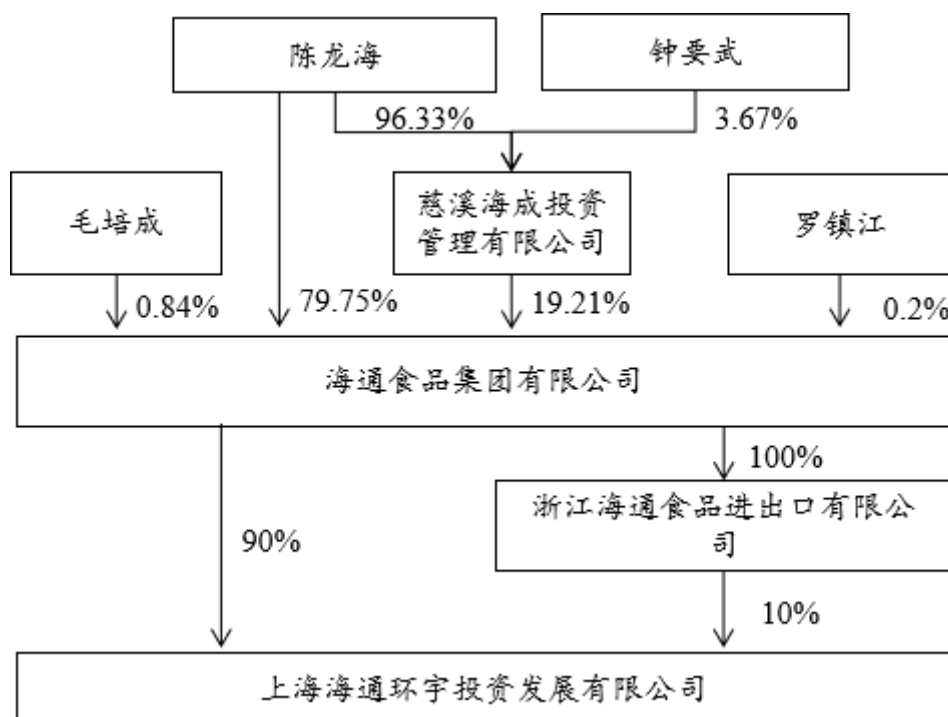 陈龙海
钟要武
96.33%
3.67%
毛培成
慈溪海成投资
管理有限公司
罗镇江
0.84%
79.75%
19.21%
0.2%
海通食品集团有限公司
100%
浙江海通食品进出口有限公
司
90%
10%
上海海通环宇投资发展有限公司